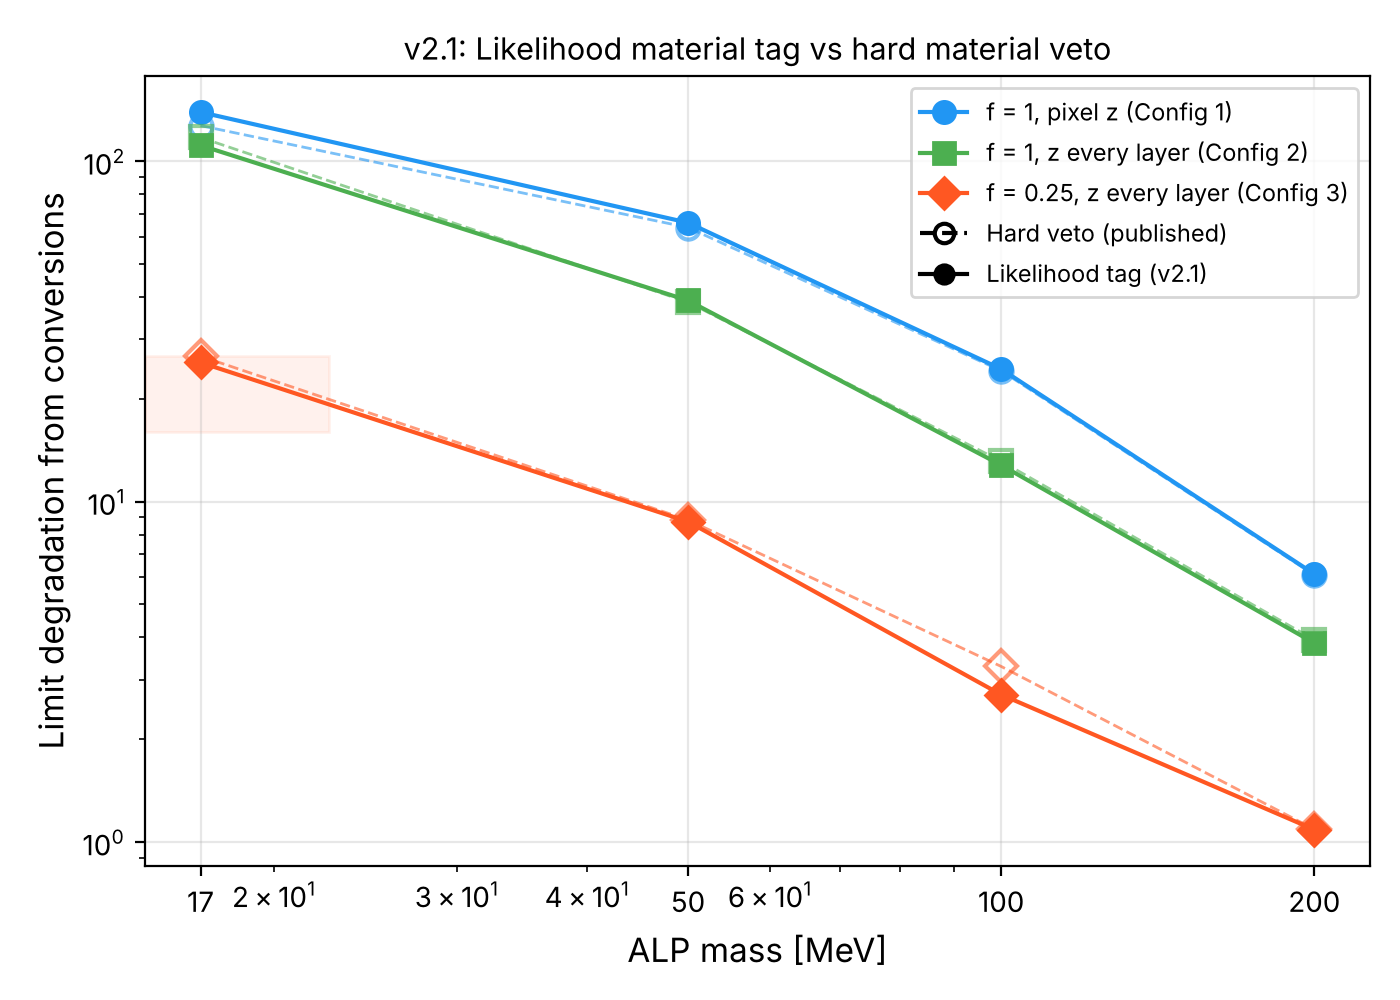 v2.1: Likelihood material tag vs hard material veto
Limit degradation from conversions
10²
10¹
10⁰
f = 1, pixel z (Config 1)
f = 1, z every layer (Config 2)
f = 0.25, z every layer (Config 3)
Hard veto (published)
Likelihood tag (v2.1)
17 2 × 10¹ 3 × 10¹ 4 × 10¹ 50 6 × 10¹ 100 200
ALP mass [MeV]